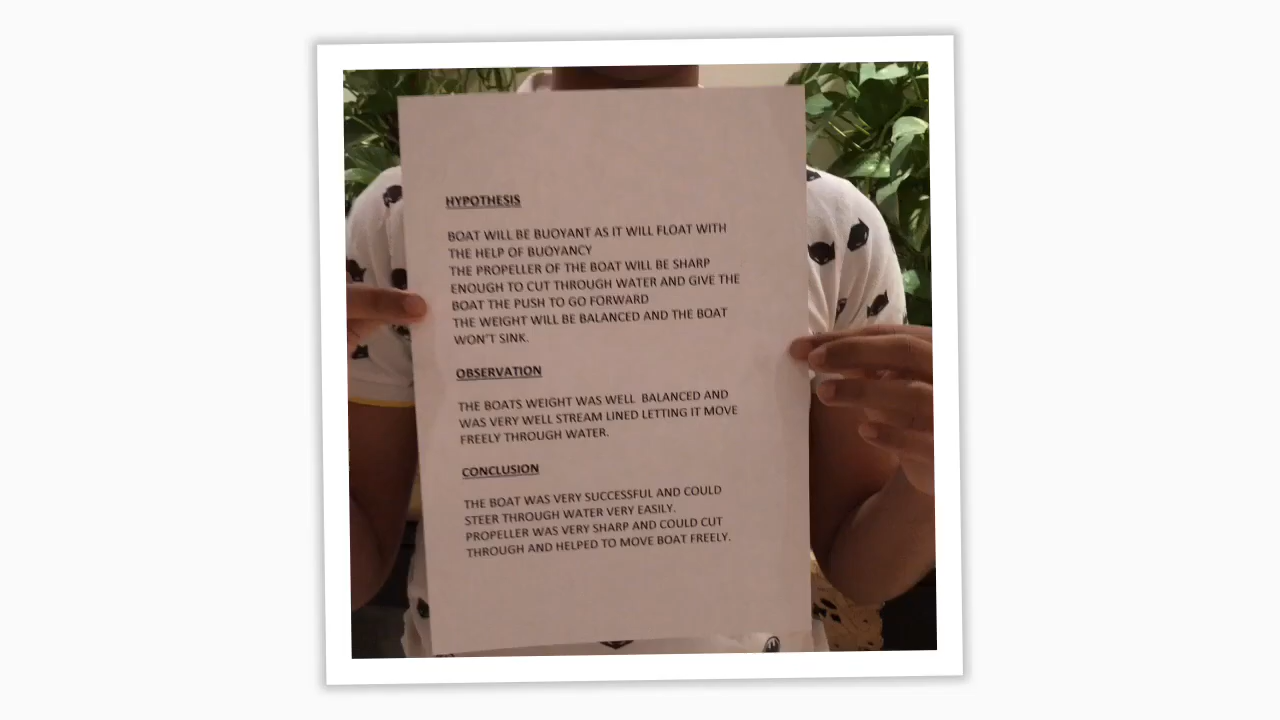 HYPOTHESIS
BOAT WILL BE BUOYANT AS IT WILL FLOAT WITH
THE HELP OF BUOYANCY
THE PROPELLER OF THE BOAT WILL BE SHARP
ENOUGH TO CUT THROUGH WATER AND GIVE THE
BOAT THE PUSH TO GO FORWARD
THE WEIGHT WILL BE BALANCED AND THE BOAT
WON'T SINK.
OBSERVATION
THE BOATS WEIGHT WAS WELL BALANCED AND
WAS VERY WELL STREAM LINED LETTING IT MOVE
FREELY THROUGH WATER.
CONCLUSION
THE BOAT WAS VERY SUCCESSFUL AND COULD
STEER THROUGH WATER VERY EASILY.
PROPELLER WAS VERY SHARP AND COULD CUT
THROUGH AND HELPED TO MOVE BOAT FREELY.